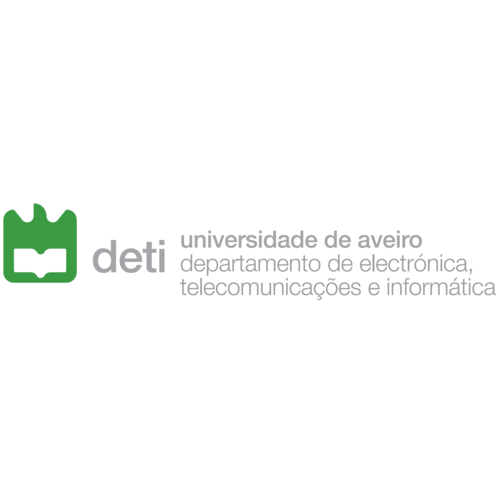 deti
universidade de aveiro
departamento de electrónica,
telecomunicações e informática